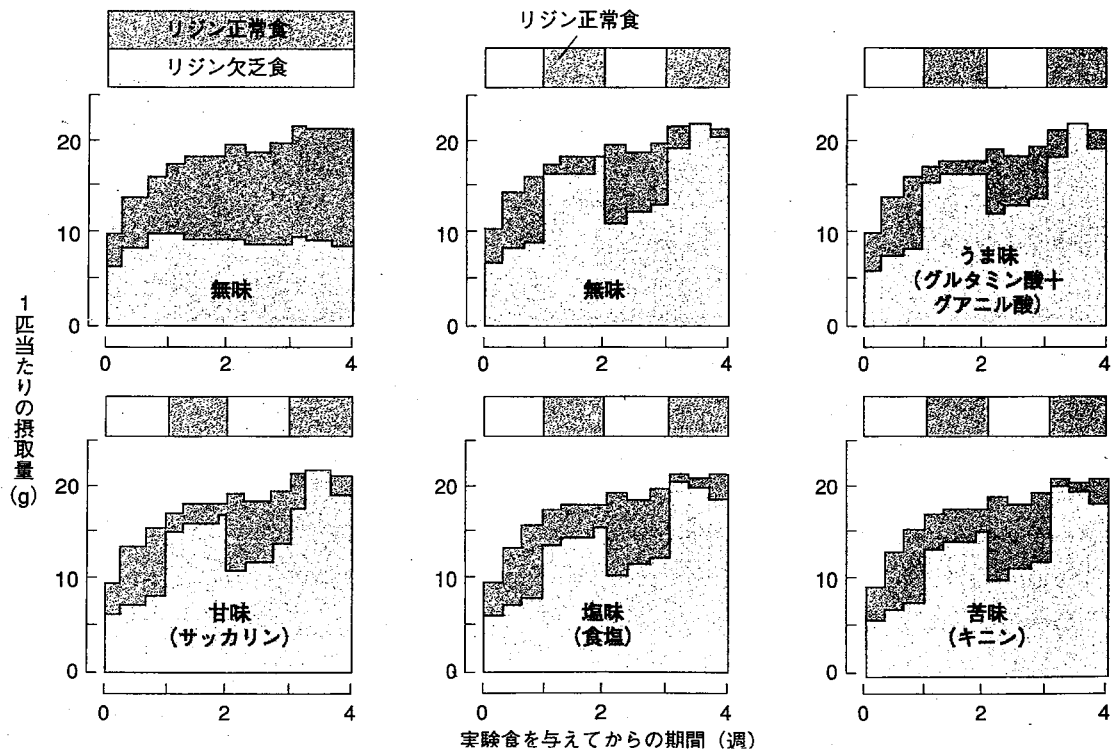 リジン正常食
リジン欠乏食
リジン正常食
20
10
0
無味
0
2
4
20
10
0
無味
0
2
4
20
10
0
うま味
(グルタミン酸+
グアニル酸)
0
2
4
1匹当たりの摂取量(g)
20
10
0
甘味
(サッカリン)
0
2
4
20
10
0
塩味
(食塩)
0
2
4
20
10
0
苦味
(キニン)
0
2
4
実験食を与えてからの期間(週)